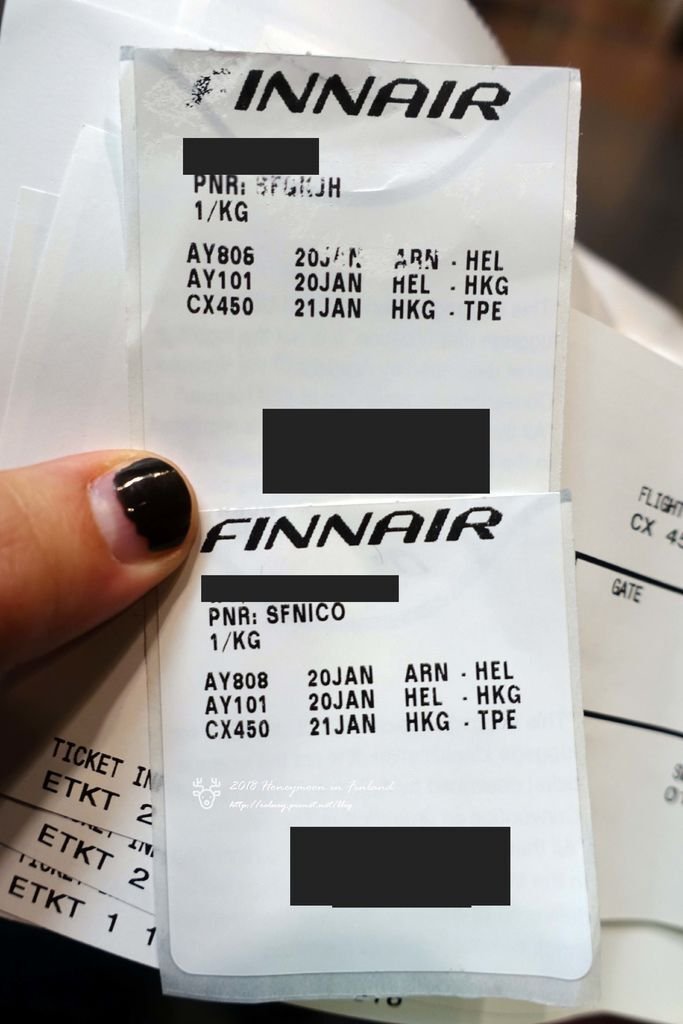 FINNAIR
PNR:
1/KG
AY806 20JAN ARN - HEL
AY101 20JAN HEL - HKG
CX450 21JAN HKG - TPE
FINNAIR
PNR: SFNICO
1/KG
AY808 20JAN ARN - HEL
AY101 20JAN HEL - HKG
CX450 21JAN HKG - TPE
2018 Honeymoon in Finland
FLIGHT
CX 45
GATE
TICKET IN
ETKT 2
ETKT 2
ETKT 1 1